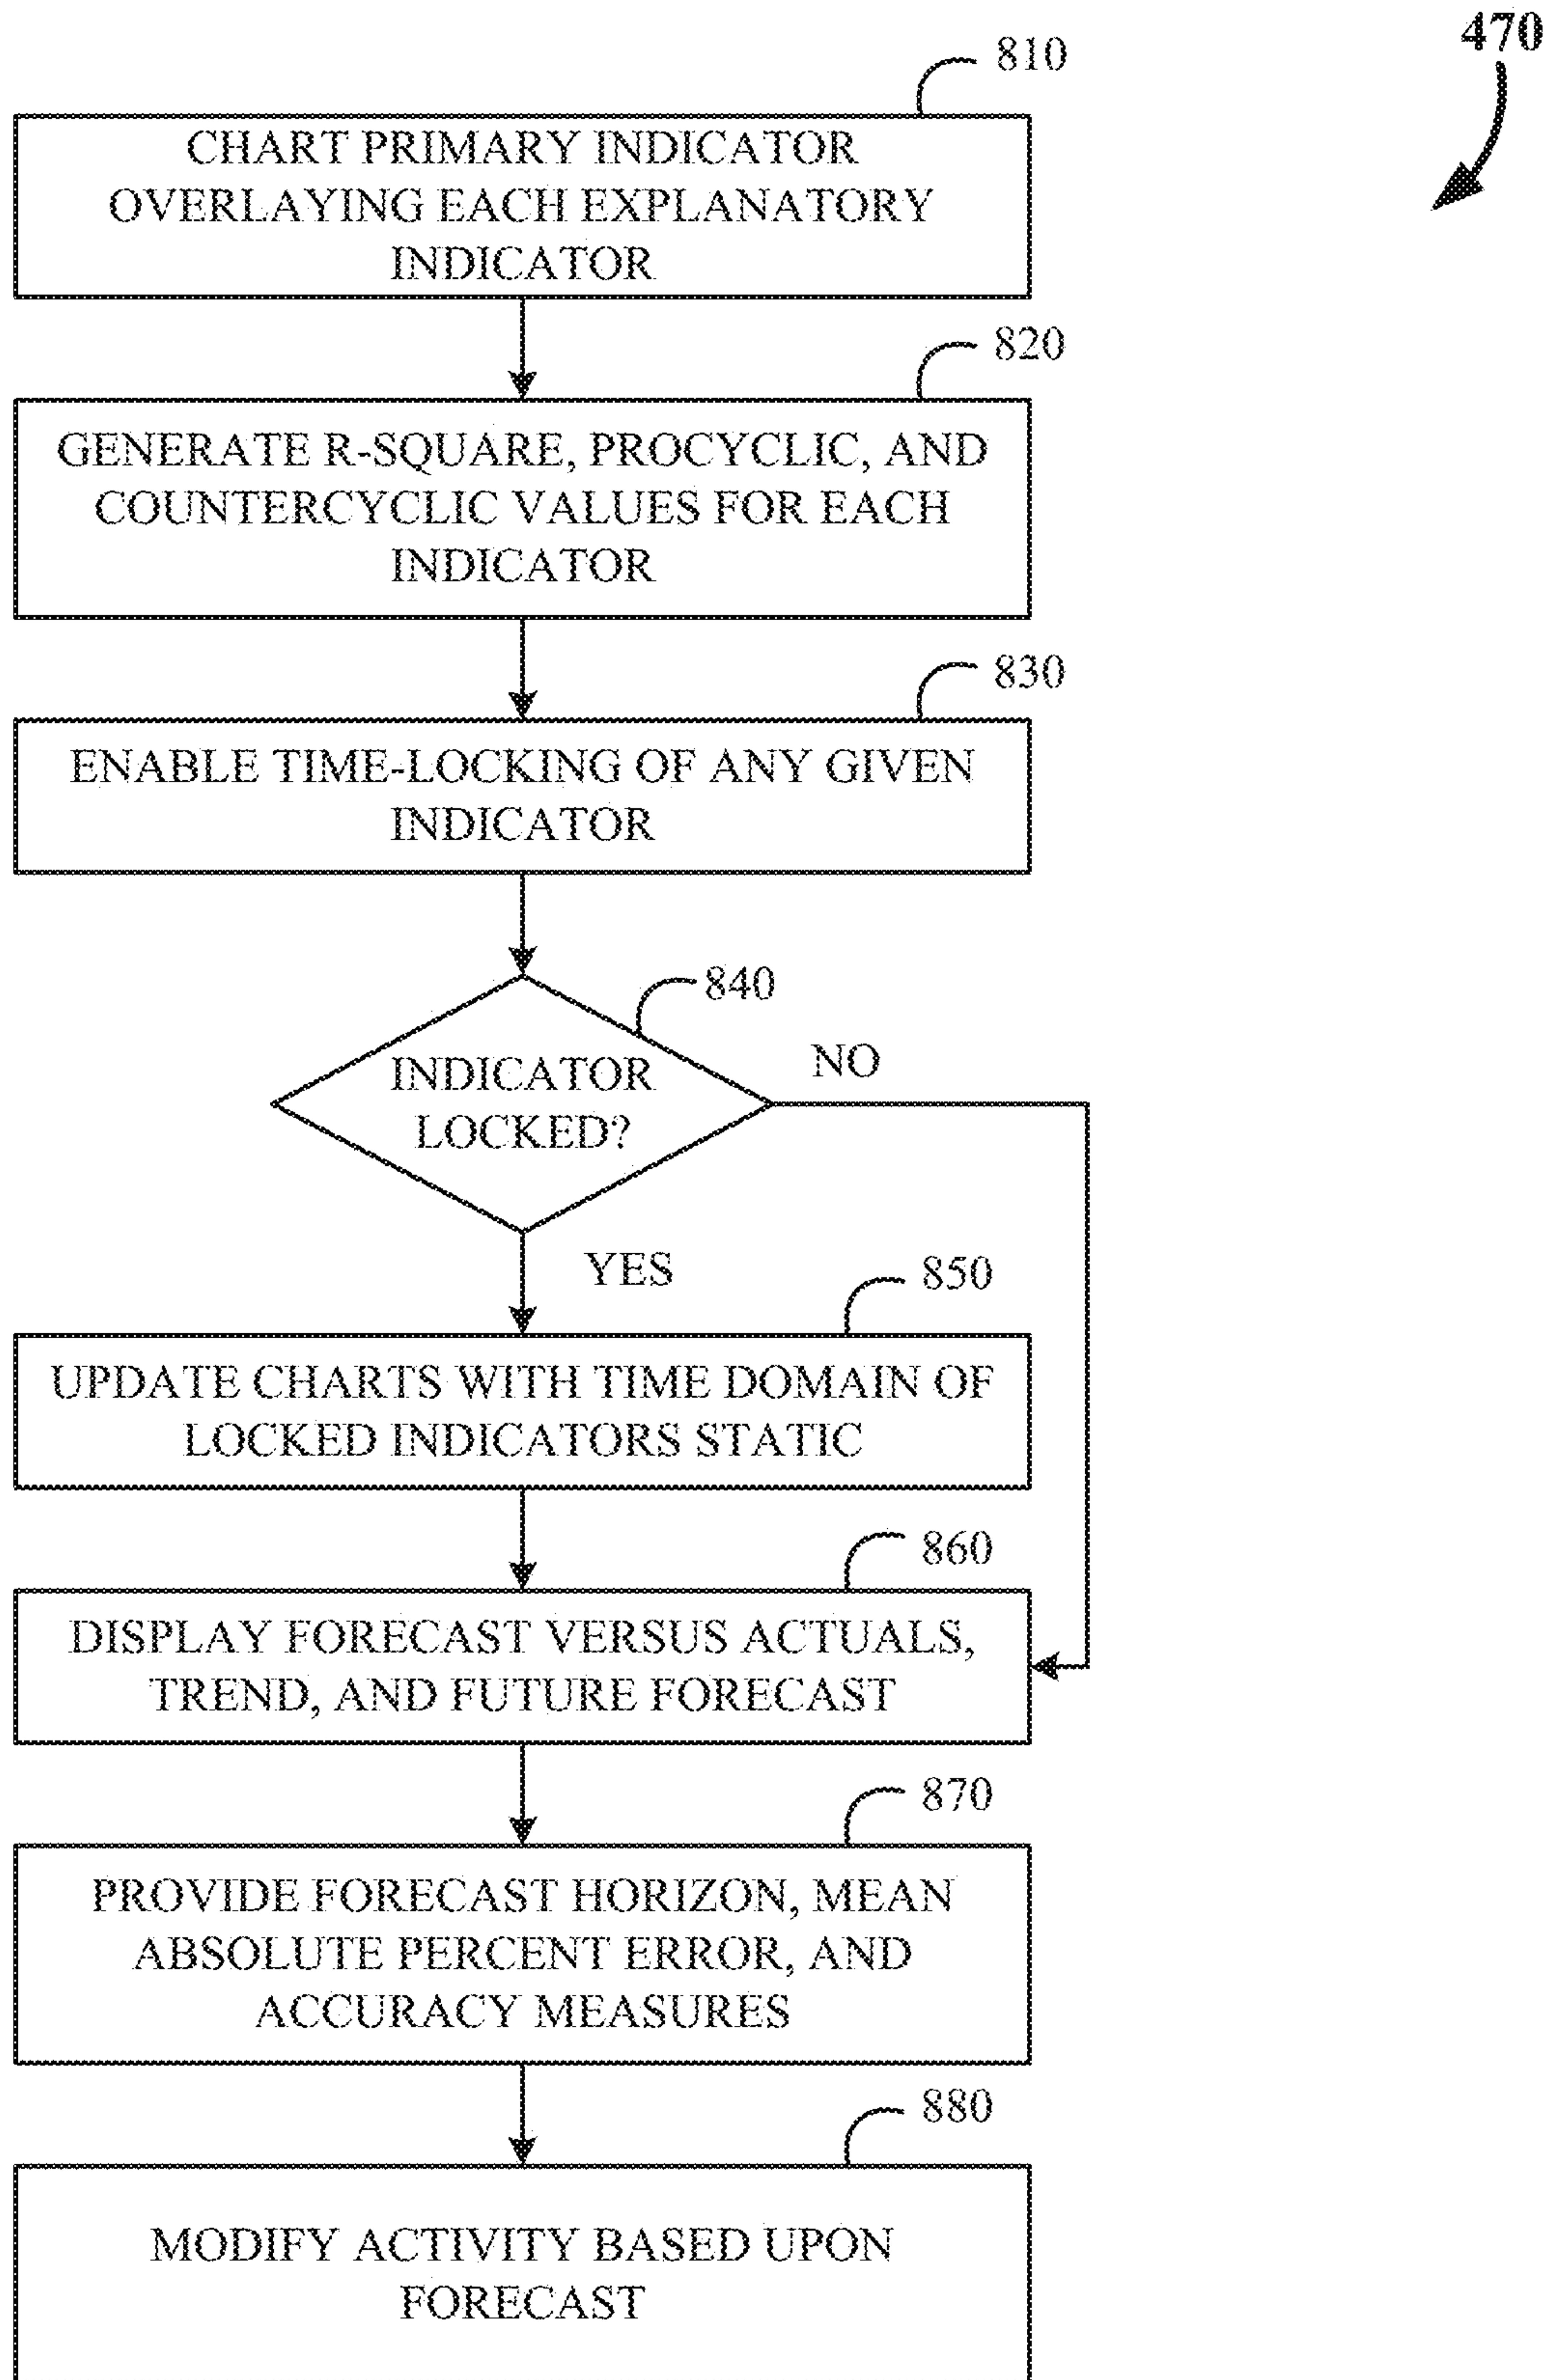 470
810
CHART PRIMARY INDICATOR
OVERLAYING EACH EXPLANATORY
INDICATOR
820
GENERATE R-SQUARE, PROCYCLIC, AND
COUNTERCYCLIC VALUES FOR EACH
INDICATOR
830
ENABLE TIME-LOCKING OF ANY GIVEN
INDICATOR
840
INDICATOR
LOCKED?
NO
YES
850
UPDATE CHARTS WITH TIME DOMAIN OF
LOCKED INDICATORS STATIC
860
DISPLAY FORECAST VERSUS ACTUALS,
TREND, AND FUTURE FORECAST
870
PROVIDE FORECAST HORIZON, MEAN
ABSOLUTE PERCENT ERROR, AND
ACCURACY MEASURES
880
MODIFY ACTIVITY BASED UPON
FORECAST